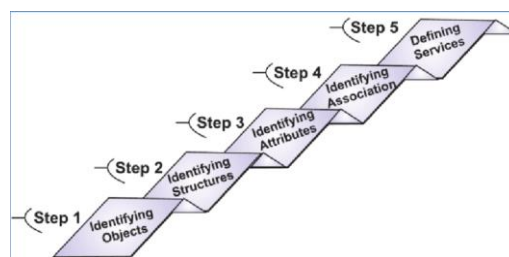 Step 5
Defining
Services
Step 4
Identifying
Association
Step 3
Identifying
Attributes
Step 2
Identifying
Structures
Step 1
Identifying
Objects